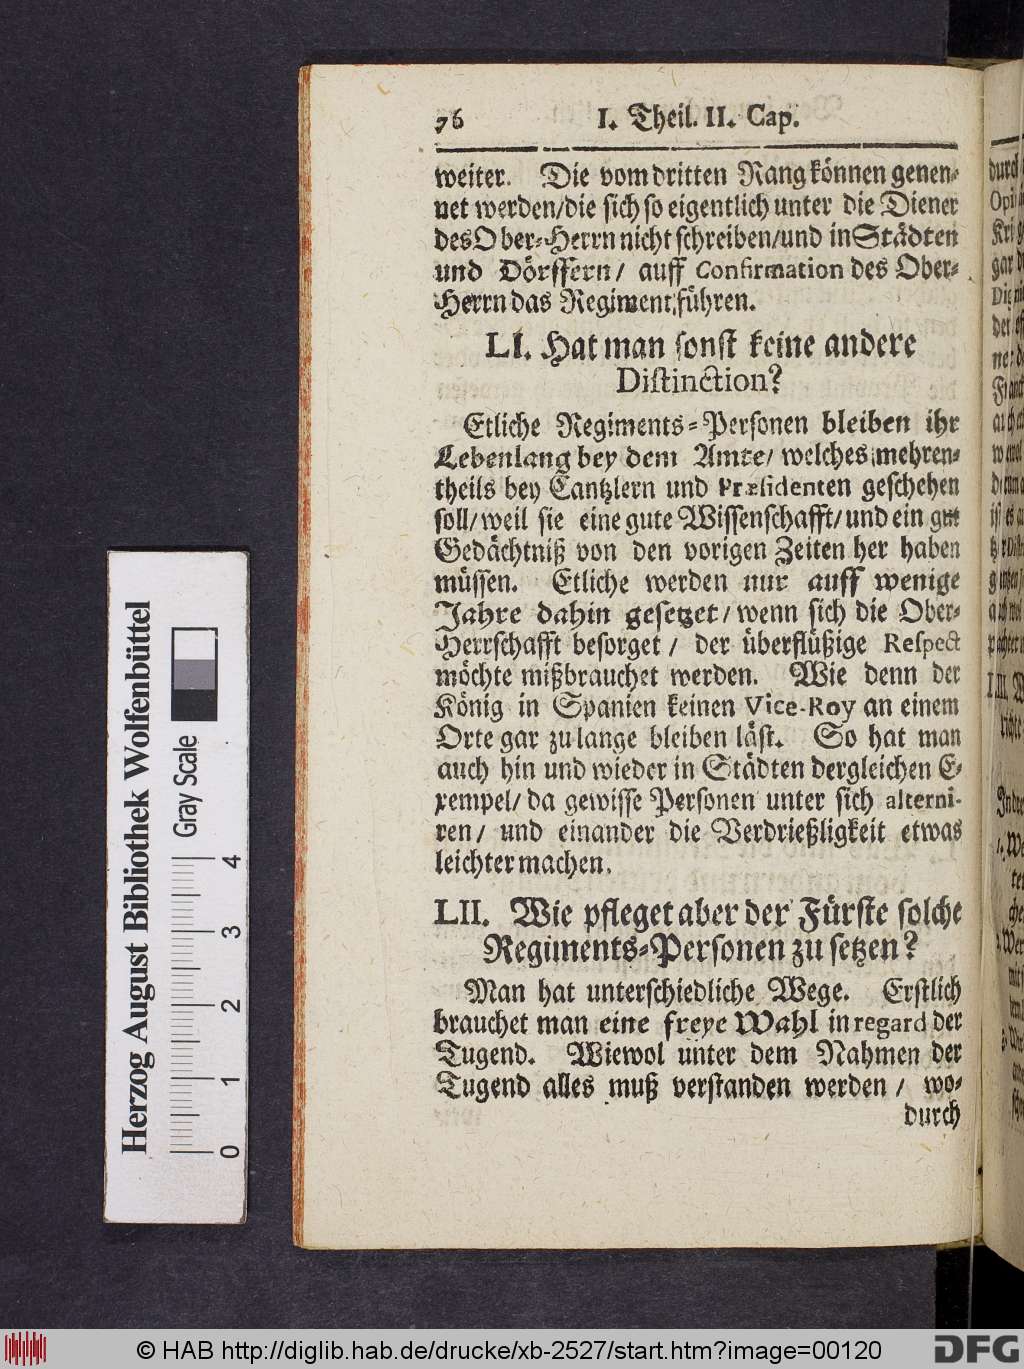 76 I. Theil. II. Cap.
weiter. Die vom dritten Rang können genen-
net werden/die sich so eigentlich unter die Diener
des Ober-Herrn nicht schreiben/und in Städten
und Dörffern/ auff Confirmation des Ober-
Herrn das Regiment führen.
LI. Hat man sonst keine andere
Distinction?
Etliche Regiments-Personen bleiben ihr
Lebenlang bey dem Amte/ welches mehren-
theils bey Cantzlern und Præsidenten geschehen
soll/ weil sie eine gute Wissenschafft/ und ein gut
Gedächtniß von den vorigen Zeiten her haben
müssen. Etliche werden nur auff wenige
Jahre dahin gesetzet/ wenn sich die Ober-
Herrschafft besorget/ der überflüßige Respect
möchte mißbrauchet werden. Wie denn der
König in Spanien keinen Vice-Roy an einem
Orte gar zu lange bleiben läst. So hat man
auch hin und wieder in Städten dergleichen E-
xempel/ da gewisse Personen unter sich alterni-
ren/ und einander die Verdrießligkeit etwas
leichter machen.
LII. Wie pfleget aber der Fürste solche
Regiments-Personen zu setzen?
Man hat unterschiedliche Wege. Erstlich
brauchet man eine freye Wahl in regard der
Tugend. Wiewol unter dem Nahmen der
Tugend alles muß verstanden werden/ wo-
durch
Herzog August Bibliothek Wolfenbüttel
Gray Scale
0 1 2 3 4
© HAB http://diglib.hab.de/drucke/xb-2527/start.htm?image=00120
DFG